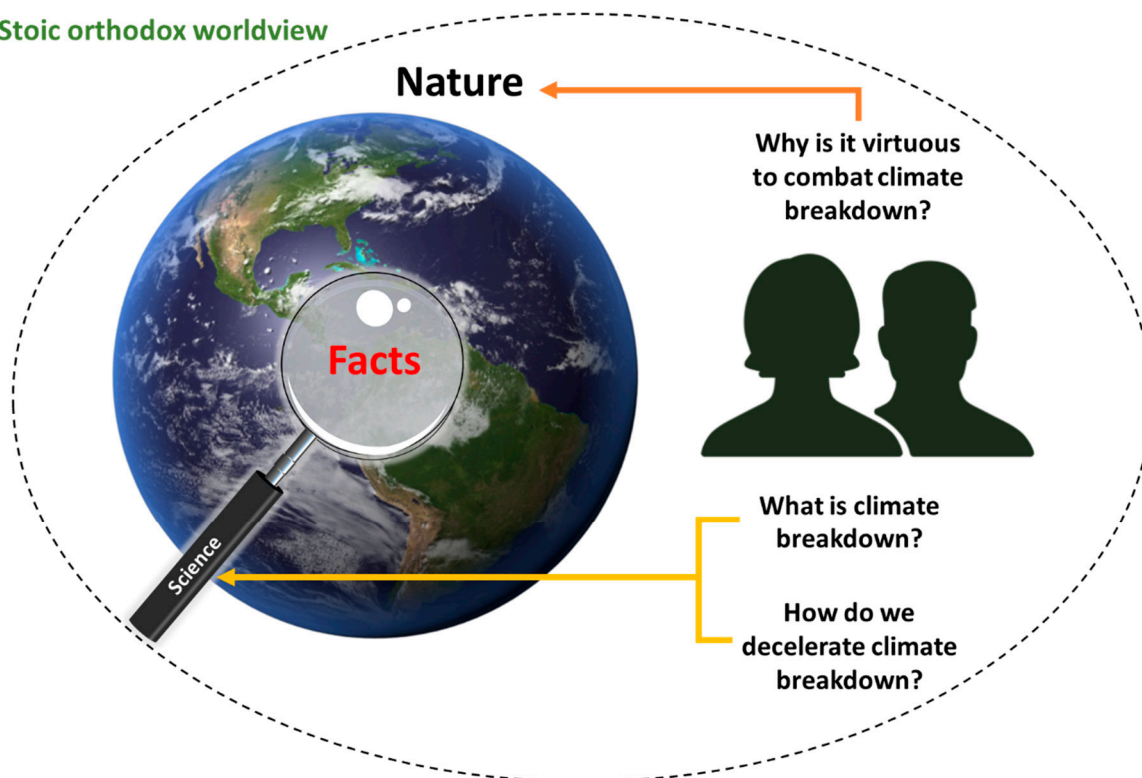 Stoic orthodox worldview
Nature
Why is it virtuous
to combat climate
breakdown?
Facts
Science
What is climate
breakdown?
How do we
decelerate climate
breakdown?